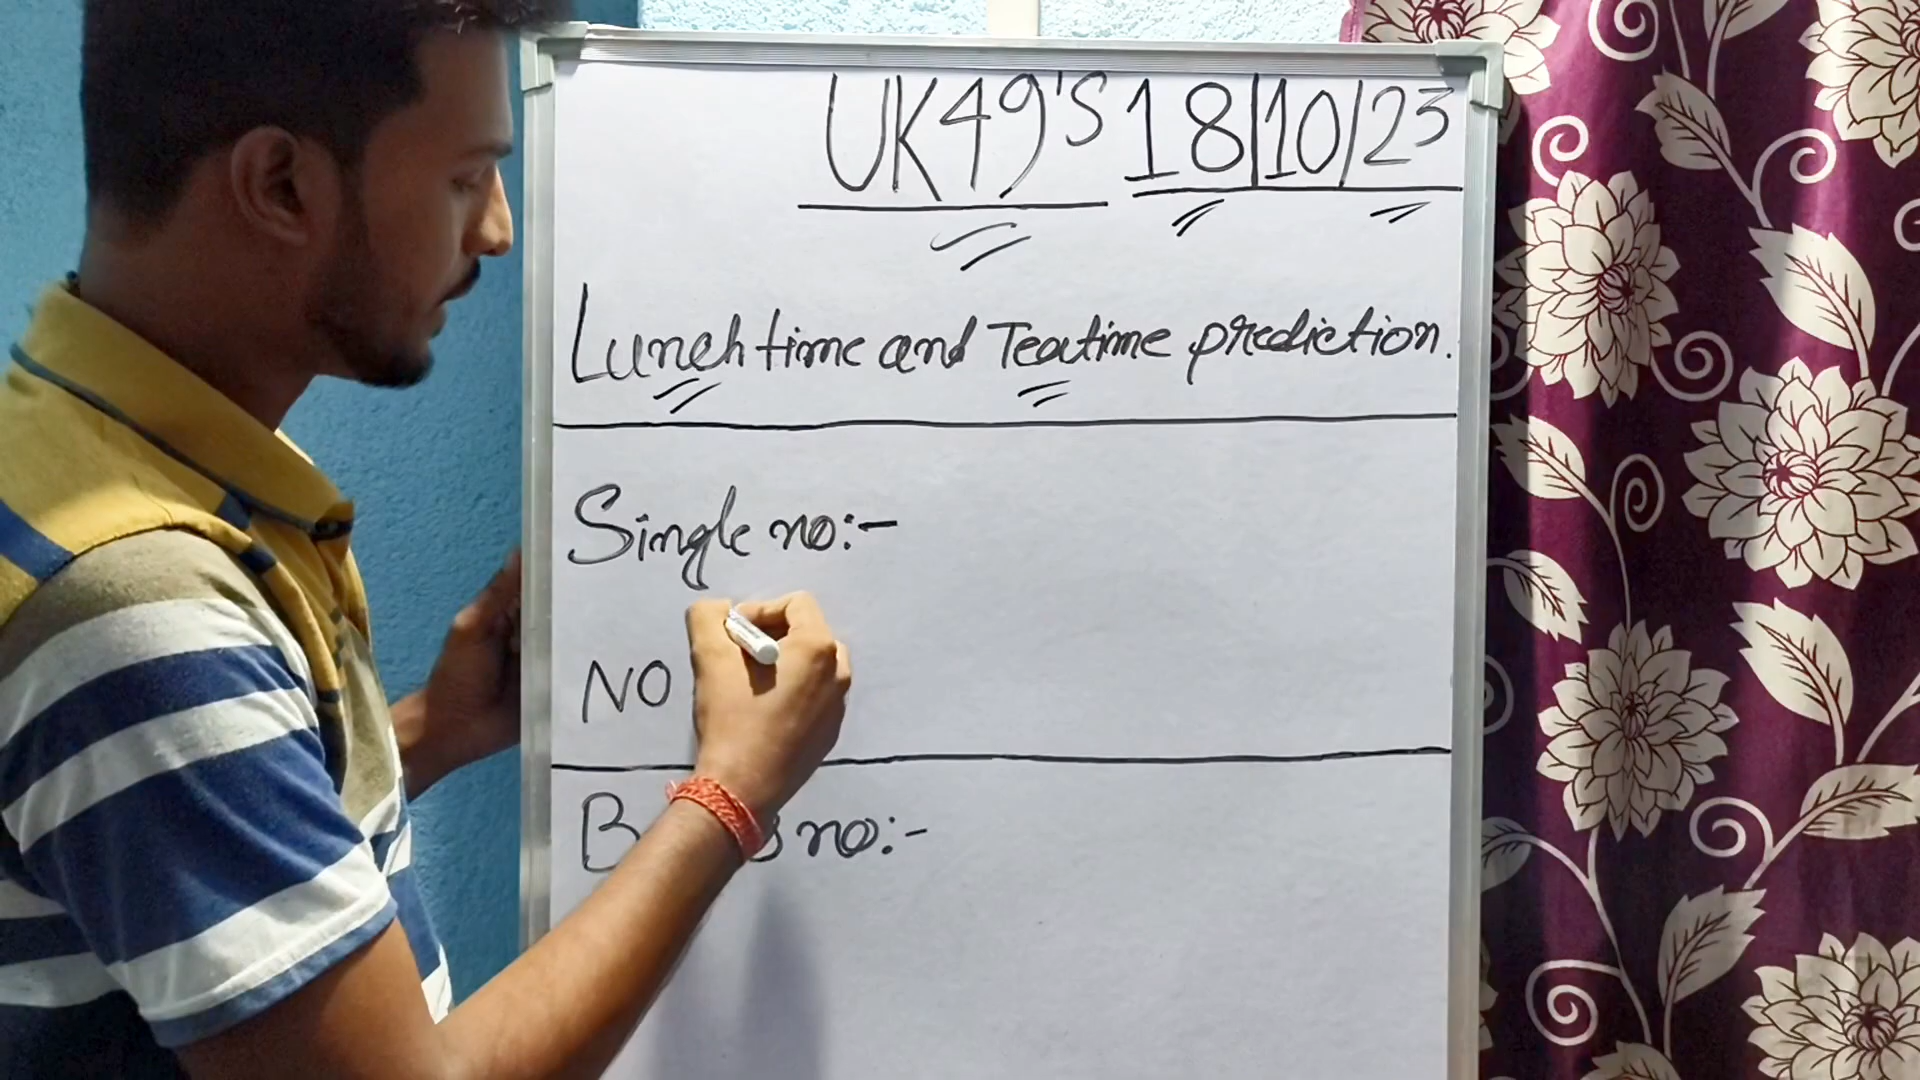 UK49'S 18/10/23
Lunch time and Teatime prediction.
Single no:-
NO
no:-